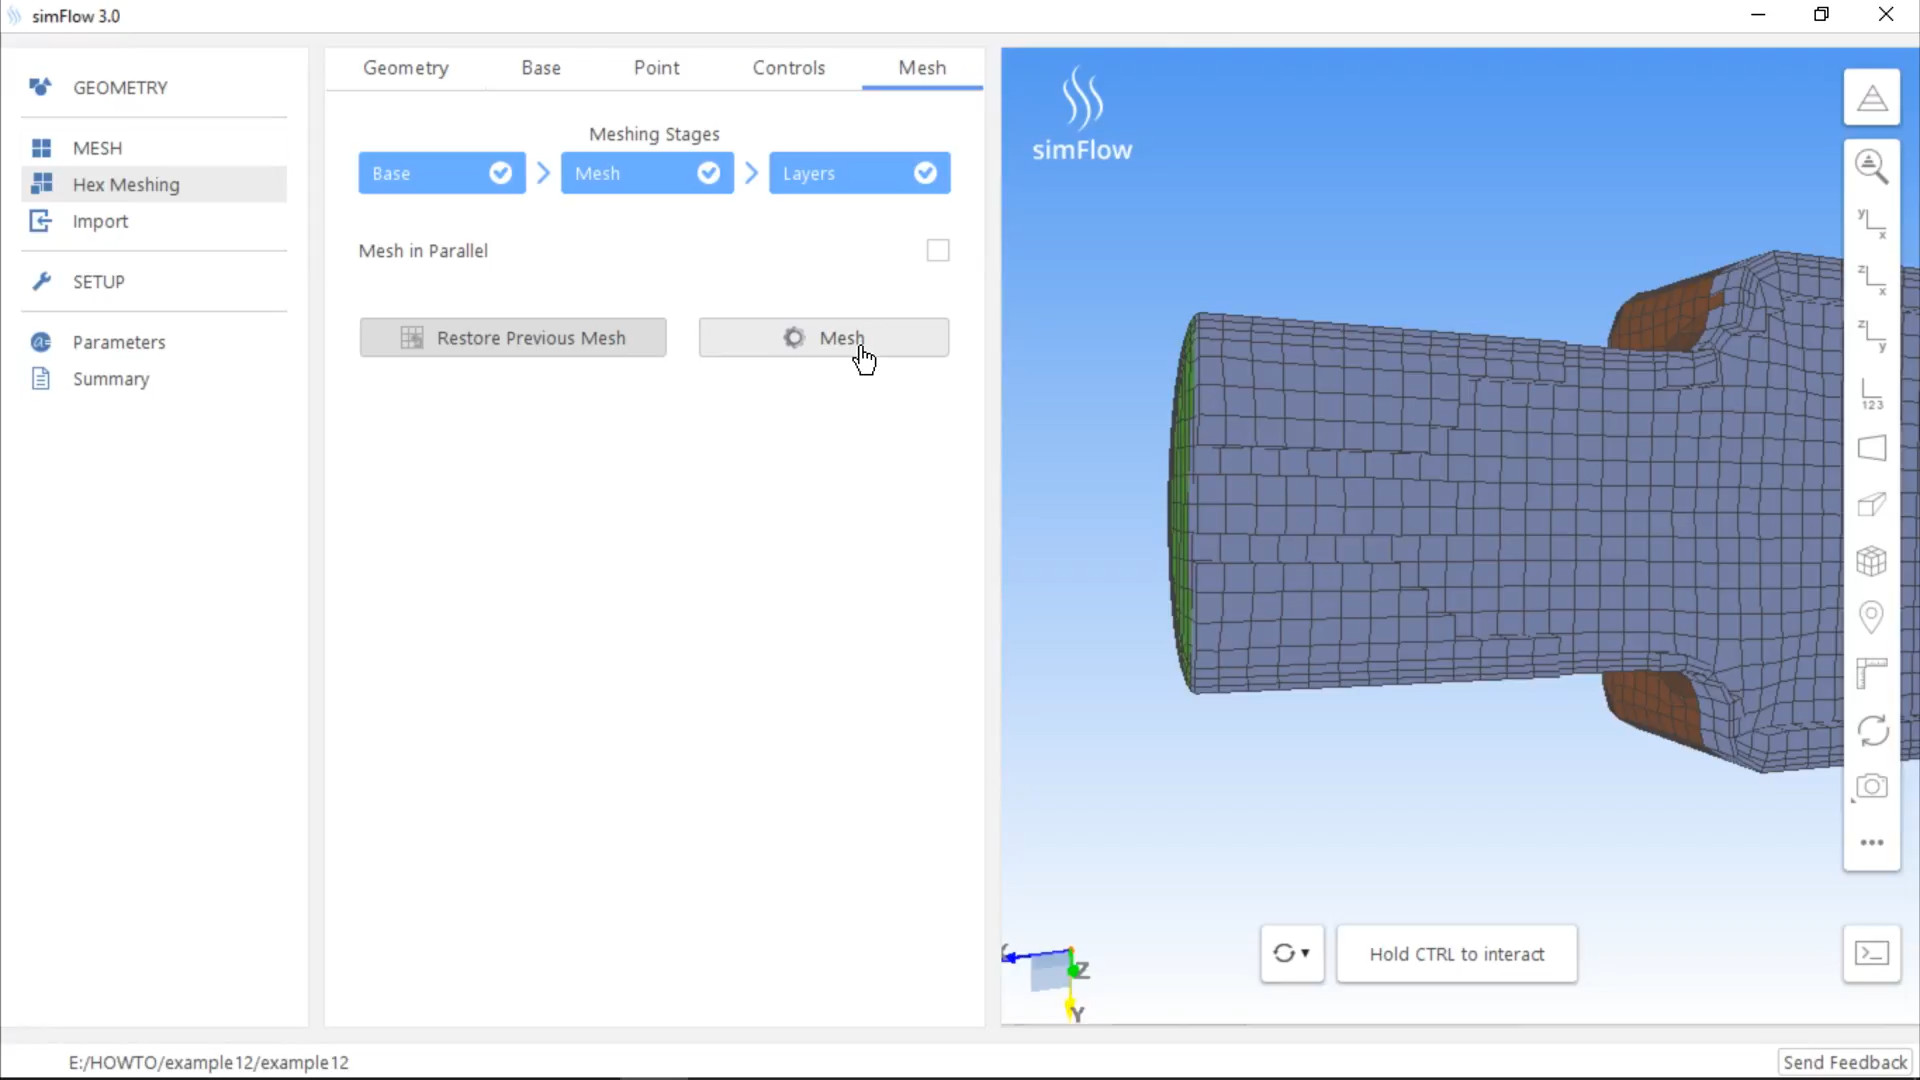 simFlow 3.0
GEOMETRY
MESH
Hex Meshing
Import
SETUP
Parameters
Summary
Geometry
Base
Point
Controls
Mesh
Meshing Stages
Base
Mesh
Layers
Mesh in Parallel
Restore Previous Mesh
Mesh
simFlow
y
x
z
x
z
y
123
Z
Y
Hold CTRL to interact
E:/HOWTO/example12/example12
Send Feedback